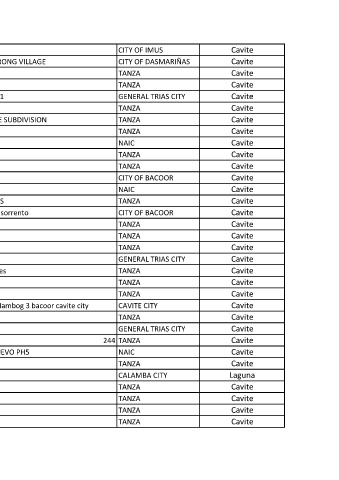 CITY OF IMUS Cavite
RONG VILLAGE CITY OF DASMARIÑAS Cavite
TANZA Cavite
TANZA Cavite
1 GENERAL TRIAS CITY Cavite
TANZA Cavite
E SUBDIVISION TANZA Cavite
TANZA Cavite
NAIC Cavite
TANZA Cavite
TANZA Cavite
CITY OF BACOOR Cavite
NAIC Cavite
S TANZA Cavite
sorrento CITY OF BACOOR Cavite
TANZA Cavite
TANZA Cavite
TANZA Cavite
GENERAL TRIAS CITY Cavite
es TANZA Cavite
TANZA Cavite
TANZA Cavite
dambog 3 bacoor cavite city CAVITE CITY Cavite
TANZA Cavite
GENERAL TRIAS CITY Cavite
244 TANZA Cavite
EVO PH5 NAIC Cavite
TANZA Cavite
CALAMBA CITY Laguna
TANZA Cavite
TANZA Cavite
TANZA Cavite
TANZA Cavite